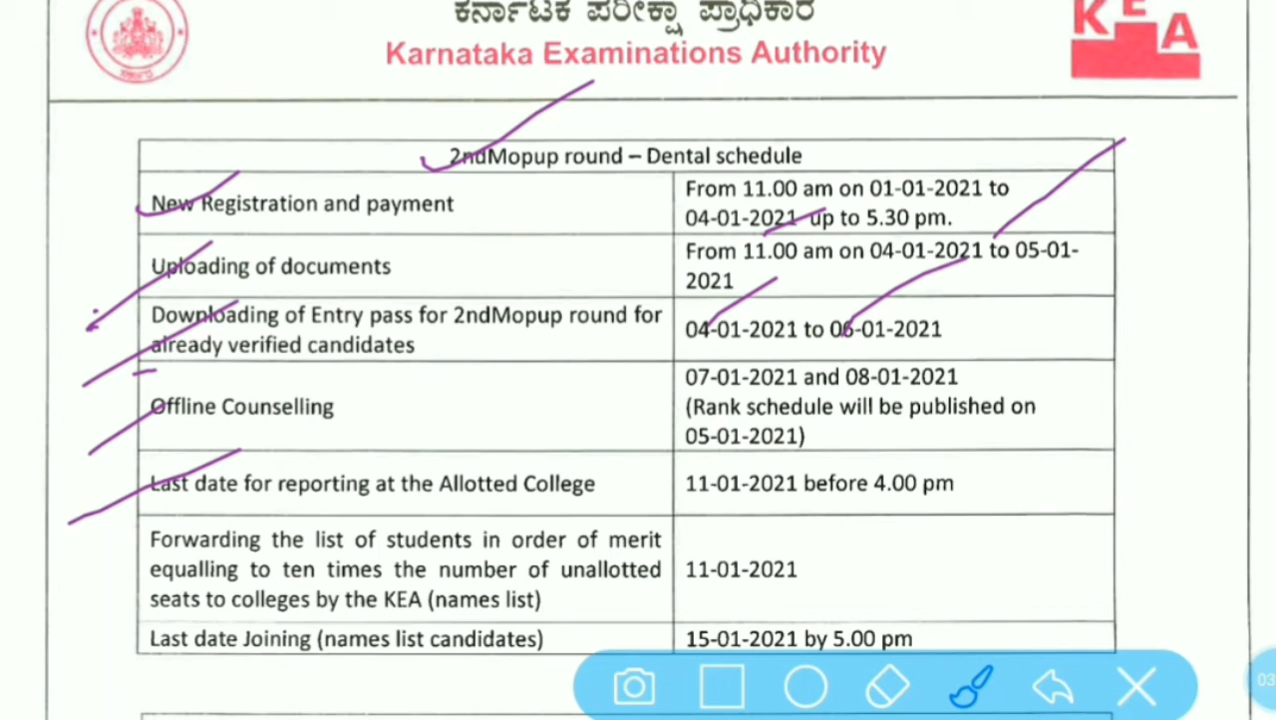 ಕರ್ನಾಟಕ ಪರೀಕ್ಷಾ ಪ್ರಾಧಿಕಾರ
KEA
Karnataka Examinations Authority
2ndMopup round – Dental schedule
New Registration and payment
From 11.00 am on 01-01-2021 to
04-01-2021 up to 5.30 pm.
Uploading of documents
From 11.00 am on 04-01-2021 to 05-01-
2021
Downloading of Entry pass for 2ndMopup round for
already verified candidates
04-01-2021 to 06-01-2021
Offline Counselling
07-01-2021 and 08-01-2021
(Rank schedule will be published on
05-01-2021)
Last date for reporting at the Allotted College
11-01-2021 before 4.00 pm
Forwarding the list of students in order of merit
equalling to ten times the number of unallotted
seats to colleges by the KEA (names list)
11-01-2021
Last date Joining (names list candidates)
15-01-2021 by 5.00 pm
03